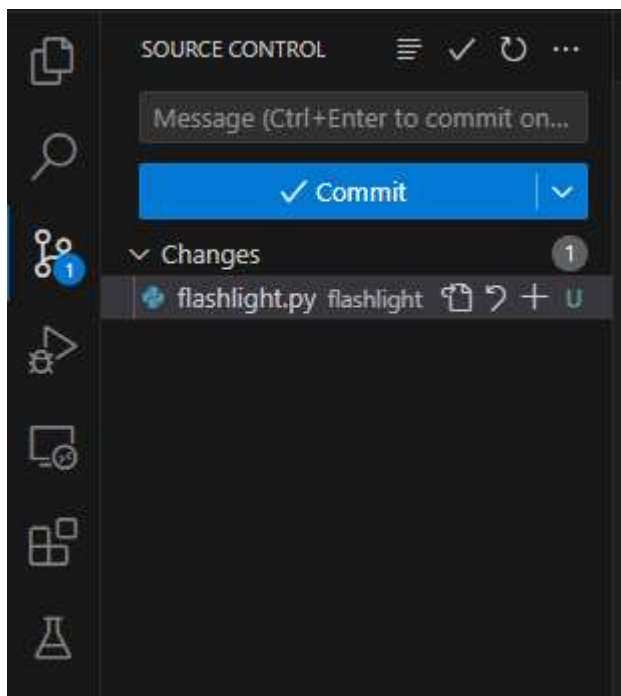 SOURCE CONTROL
Message (Ctrl+Enter to commit on...
Commit
Changes 1
flashlight.py flashlight U
1